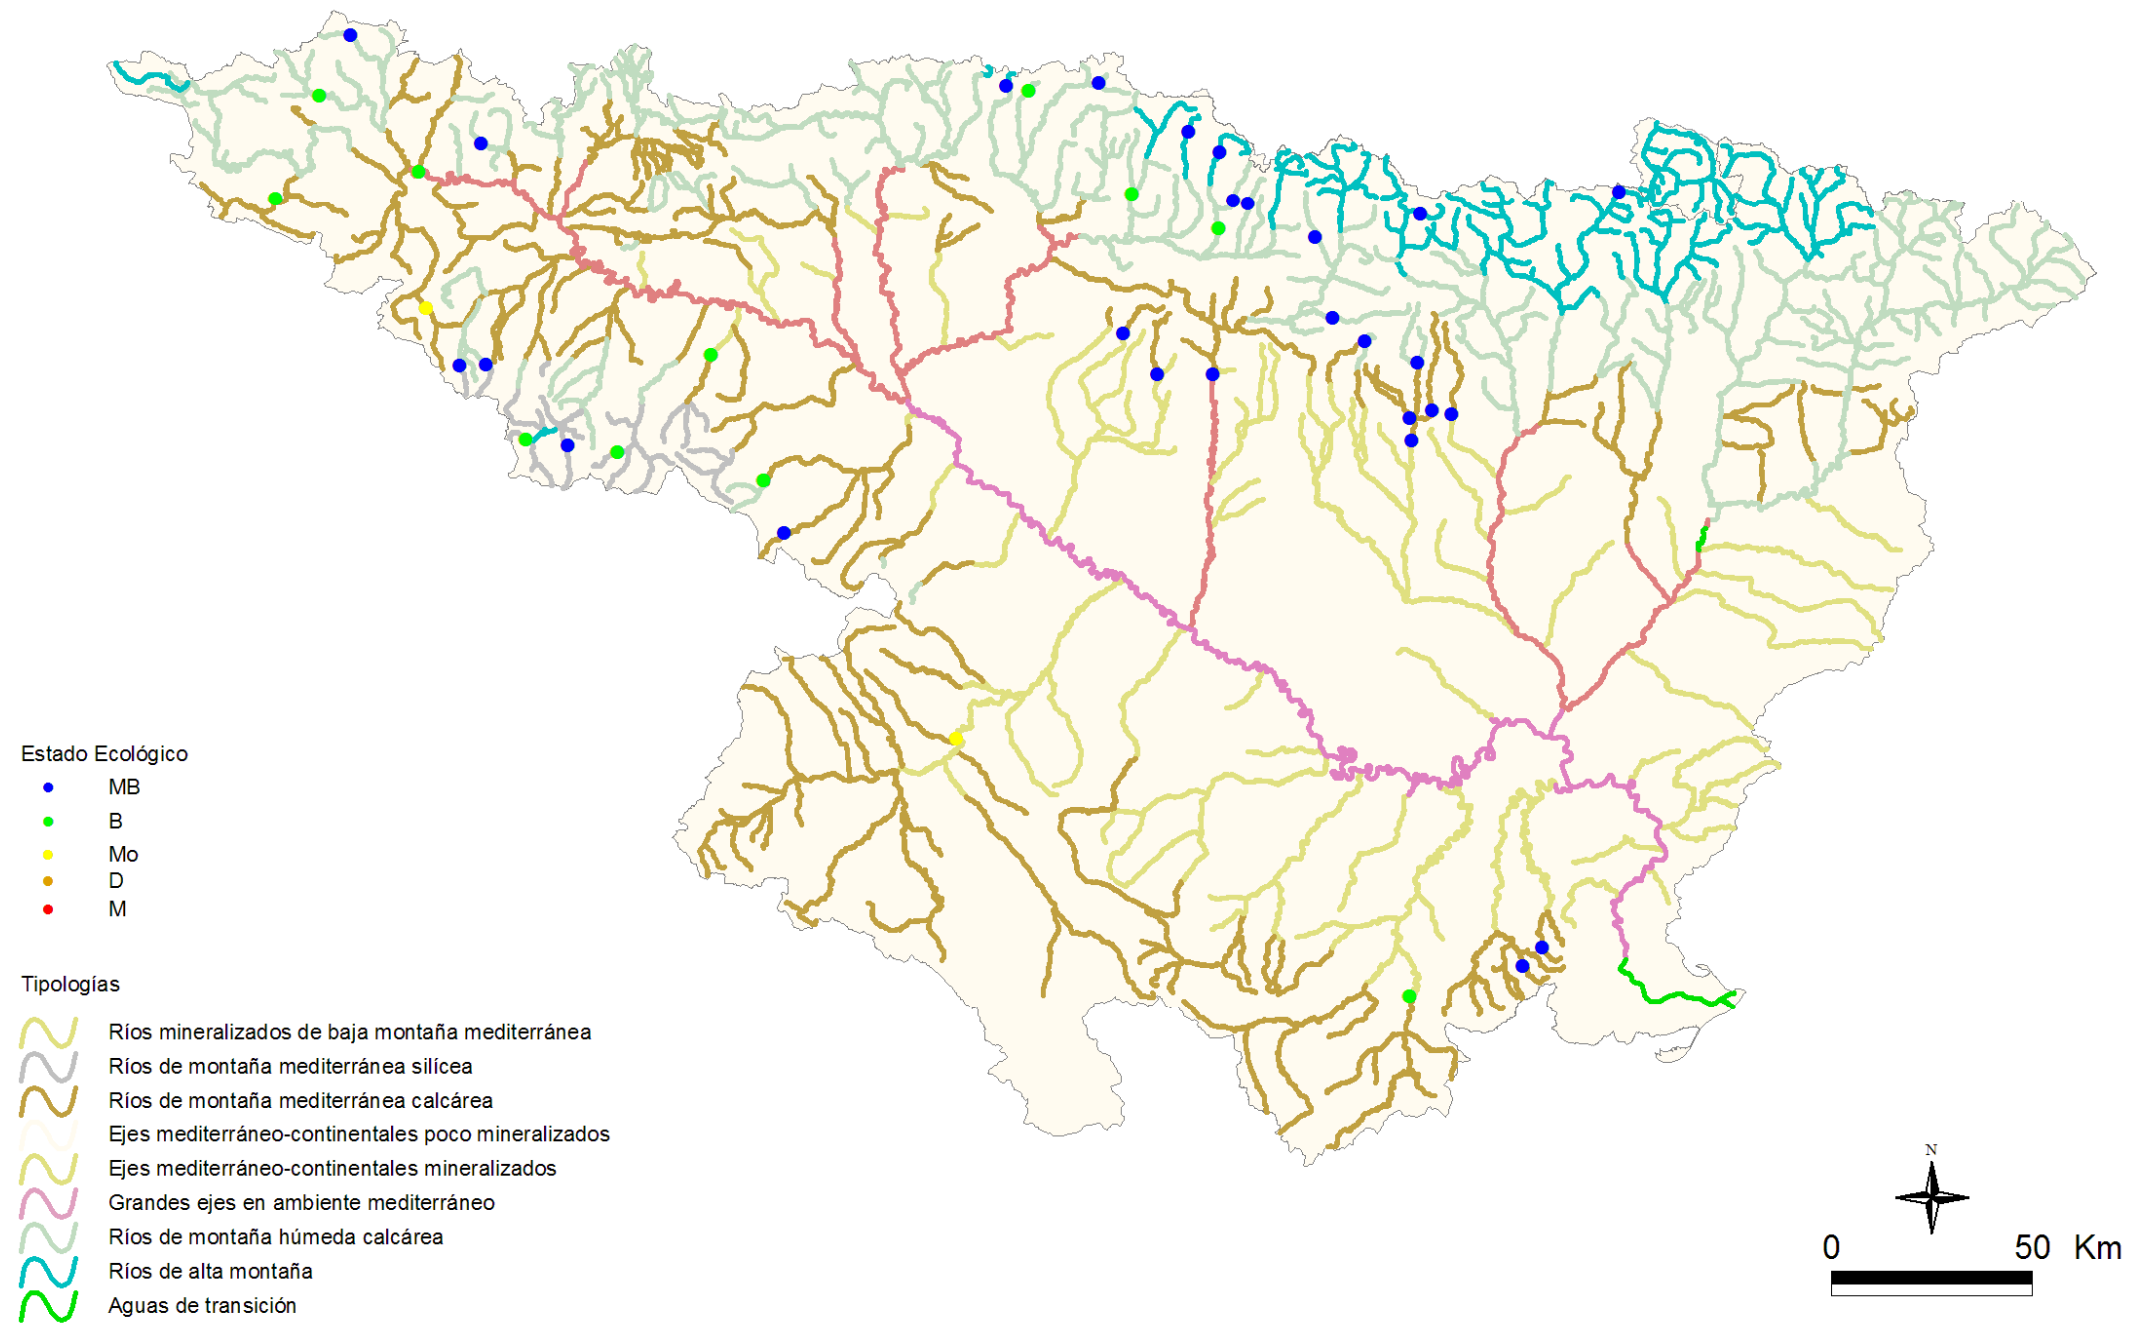 Estado Ecológico
MB
B
Mo
D
M
Tipologías
Ríos mineralizados de baja montaña mediterránea
Ríos de montaña mediterránea silícea
Ríos de montaña mediterránea calcárea
Ejes mediterráneo-continentales poco mineralizados
Ejes mediterráneo-continentales mineralizados
Grandes ejes en ambiente mediterráneo
Ríos de montaña húmeda calcárea
Ríos de alta montaña
Aguas de transición
N
0 50 Km